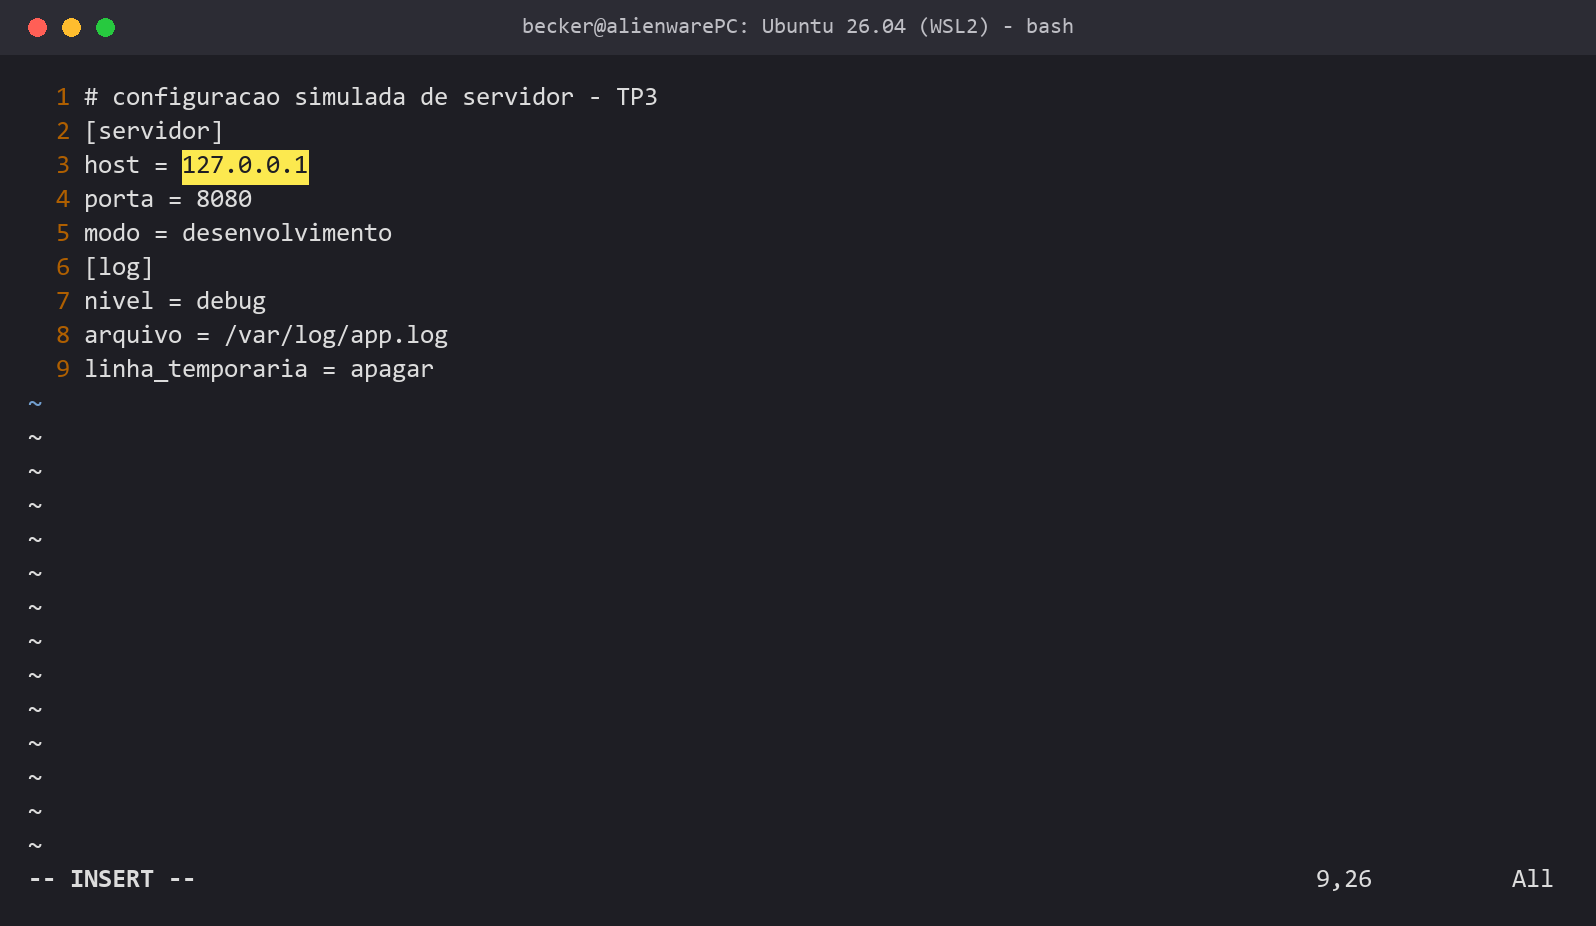 becker@alienwarePC: Ubuntu 26.04 (WSL2) - bash
1 # configuracao simulada de servidor - TP3
2 [servidor]
3 host = 127.0.0.1
4 porta = 8080
5 modo = desenvolvimento
6 [log]
7 nivel = debug
8 arquivo = /var/log/app.log
9 linha_temporaria = apagar
~
~
~
~
~
~
~
~
~
~
~
~
~
~
-- INSERT -- 9,26 All